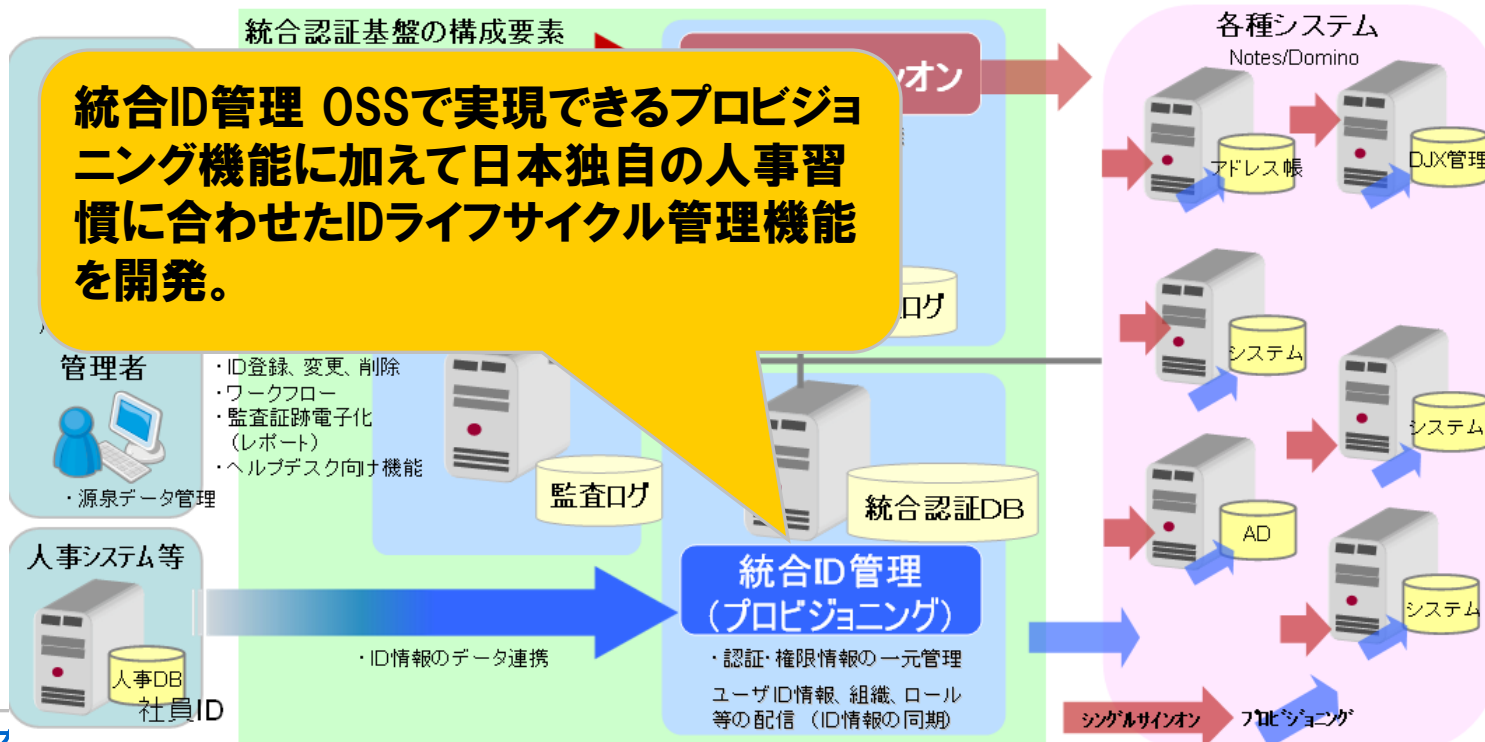 統合認証基盤の構成要素
各種システム
Notes/Domino
オン
統合ID管理 OSSで実現できるプロビジョ
ニング機能に加えて日本独自の人事習
慣に合わせたIDライフサイクル管理機能
を開発。
アドレス帳
DJX管理
ログ
管理者
・ID登録、変更、削除
・ワークフロー
・監査証跡電子化
（レポート）
・ヘルプデスク向け機能
・源泉データ管理
監査ログ
統合認証DB
システム
システム
AD
システム
人事システム等
人事DB
社員ID
・ID情報のデータ連携
統合ID管理
（プロビジョニング）
・認証・権限情報の一元管理
ユーザID情報、組織、ロール
等の配信 （ID情報の同期）
シングルサインオン
プロビジョニング